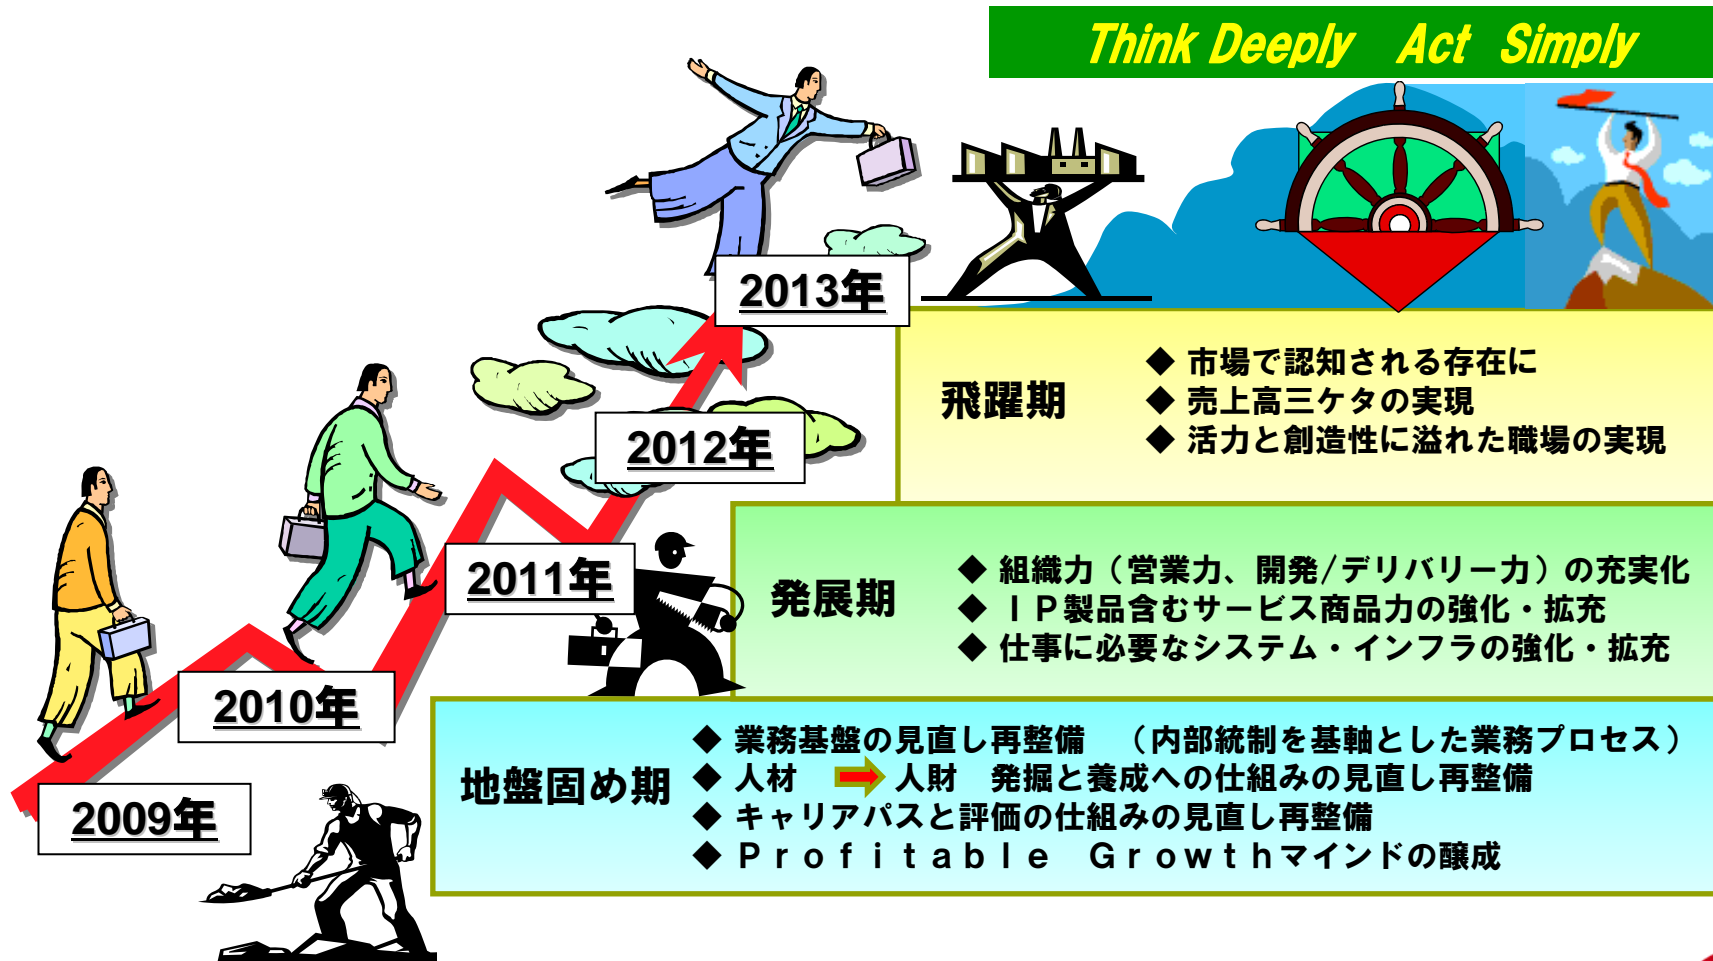 Think Deeply　Act　Simply
2013年
飛躍期
◆ 市場で認知される存在に
◆ 売上高三ケタの実現
◆ 活力と創造性に溢れた職場の実現
2012年
2011年
発展期
◆ 組織力（営業力、開発/デリバリー力）の充実化
◆ ＩＰ製品含むサービス商品力の強化・拡充
◆ 仕事に必要なシステム・インフラの強化・拡充
2010年
地盤固め期
◆ 業務基盤の見直し再整備　（内部統制を基軸とした業務プロセス）
◆ 人材　➡ 人財　発掘と養成への仕組みの見直し再整備
◆ キャリアパスと評価の仕組みの見直し再整備
◆ Ｐｒｏｆｉｔａｂｌｅ　Ｇｒｏｗｔｈマインドの醸成
2009年